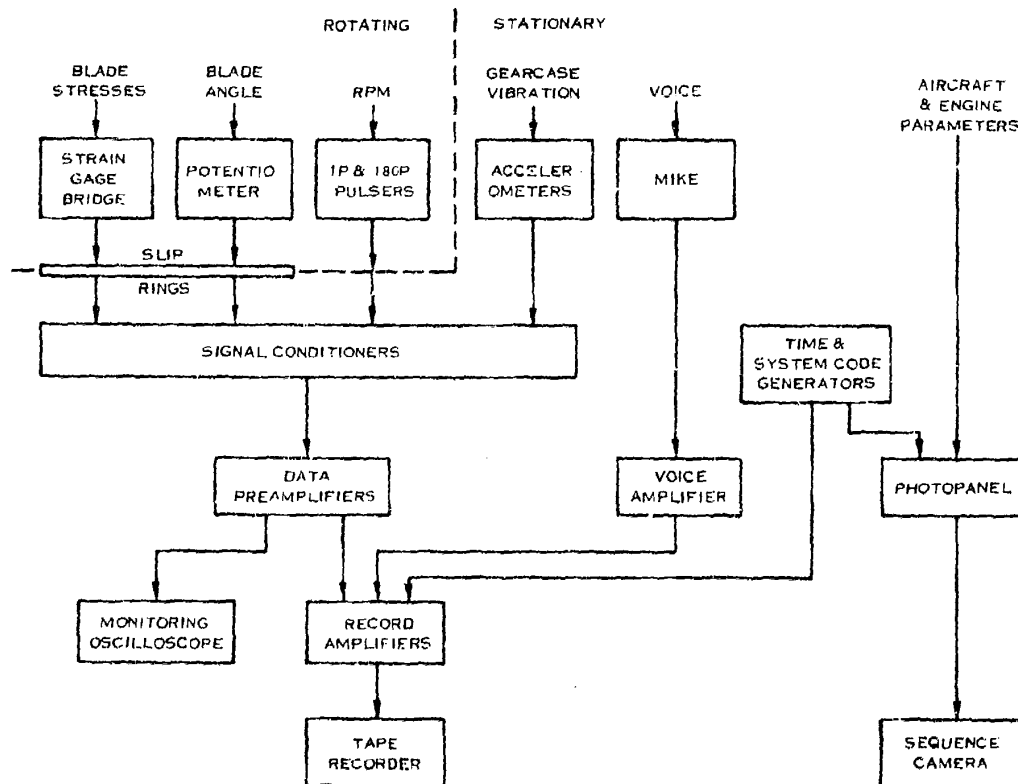 ROTATING
STATIONARY
BLADE
STRESSES
BLADE
ANGLE
RPM
GEARCASE
VIBRATION
VOICE
AIRCRAFT
& ENGINE
PARAMETERS
STRAIN
GAGE
BRIDGE
POTENTIO
METER
1P & 180P
PULSERS
ACCELER
OMETERS
MIKE
SLIP
RINGS
SIGNAL CONDITIONERS
TIME &
SYSTEM CODE
GENERATORS
DATA
PREAMPLIFIERS
VOICE
AMPLIFIER
PHOTOPANEL
MONITORING
OSCILLOSCOPE
RECORD
AMPLIFIERS
TAPE
RECORDER
SEQUENCE
CAMERA